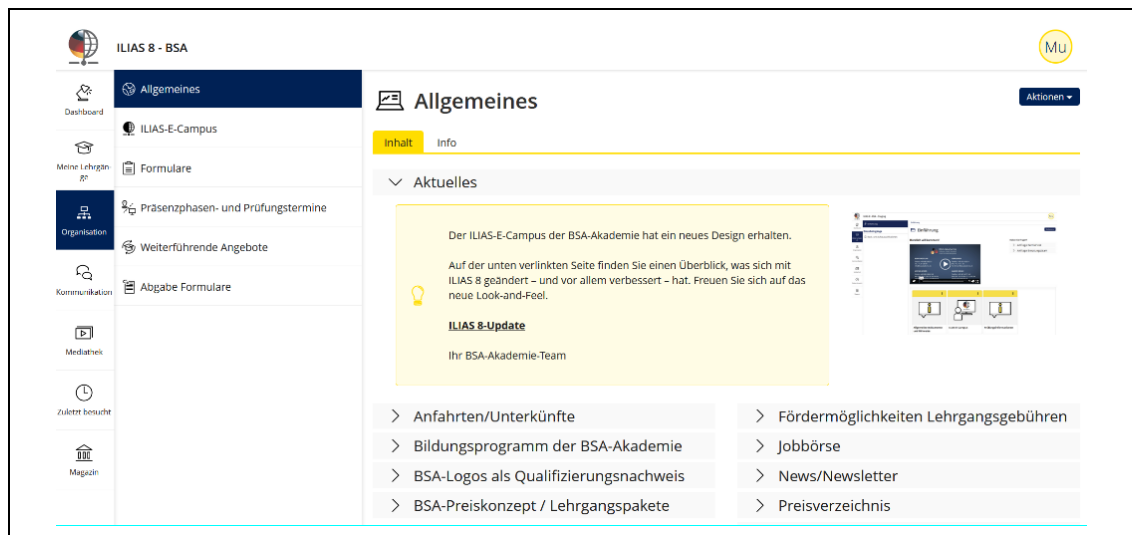 ILIAS 8 - BSA
Mu
Dashboard
Meine Lehrgän
ge
Organisation
Kommunikation
Mediathek
Zuletzt besucht
Magazin
Allgemeines
ILIAS-E-Campus
Formulare
Präsenzphasen- und Prüfungstermine
Weiterführende Angebote
Abgabe Formulare
Allgemeines
Aktionen
Inhalt Info
Aktuelles
Der ILIAS-E-Campus der BSA-Akademie hat ein neues Design erhalten.
Auf der unten verlinkten Seite finden Sie einen Überblick, was sich mit
ILIAS 8 geändert – und vor allem verbessert – hat. Freuen Sie sich auf das
neue Look-and-Feel.
ILIAS 8-Update
Ihr BSA-Akademie-Team
Einführung
Anfahrten/Unterkünfte
Bildungsprogramm der BSA-Akademie
BSA-Logos als Qualifizierungsnachweis
BSA-Preiskonzept / Lehrgangspakete
Fördermöglichkeiten Lehrgangsgebühren
Jobbörse
News/Newsletter
Preisverzeichnis